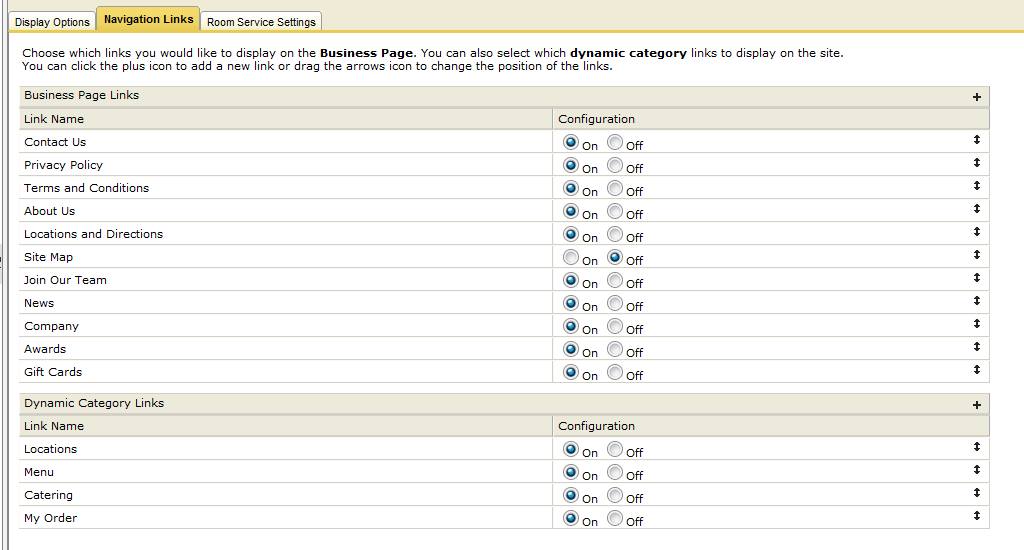 Display Options Navigation Links Room Service Settings
Choose which links you would like to display on the Business Page. You can also select which dynamic category links to display on the site.
You can click the plus icon to add a new link or drag the arrows icon to change the position of the links.
Business Page Links +
Link Name Configuration
Contact Us On Off
Privacy Policy On Off
Terms and Conditions On Off
About Us On Off
Locations and Directions On Off
Site Map On Off
Join Our Team On Off
News On Off
Company On Off
Awards On Off
Gift Cards On Off
Dynamic Category Links +
Link Name Configuration
Locations On Off
Menu On Off
Catering On Off
My Order On Off